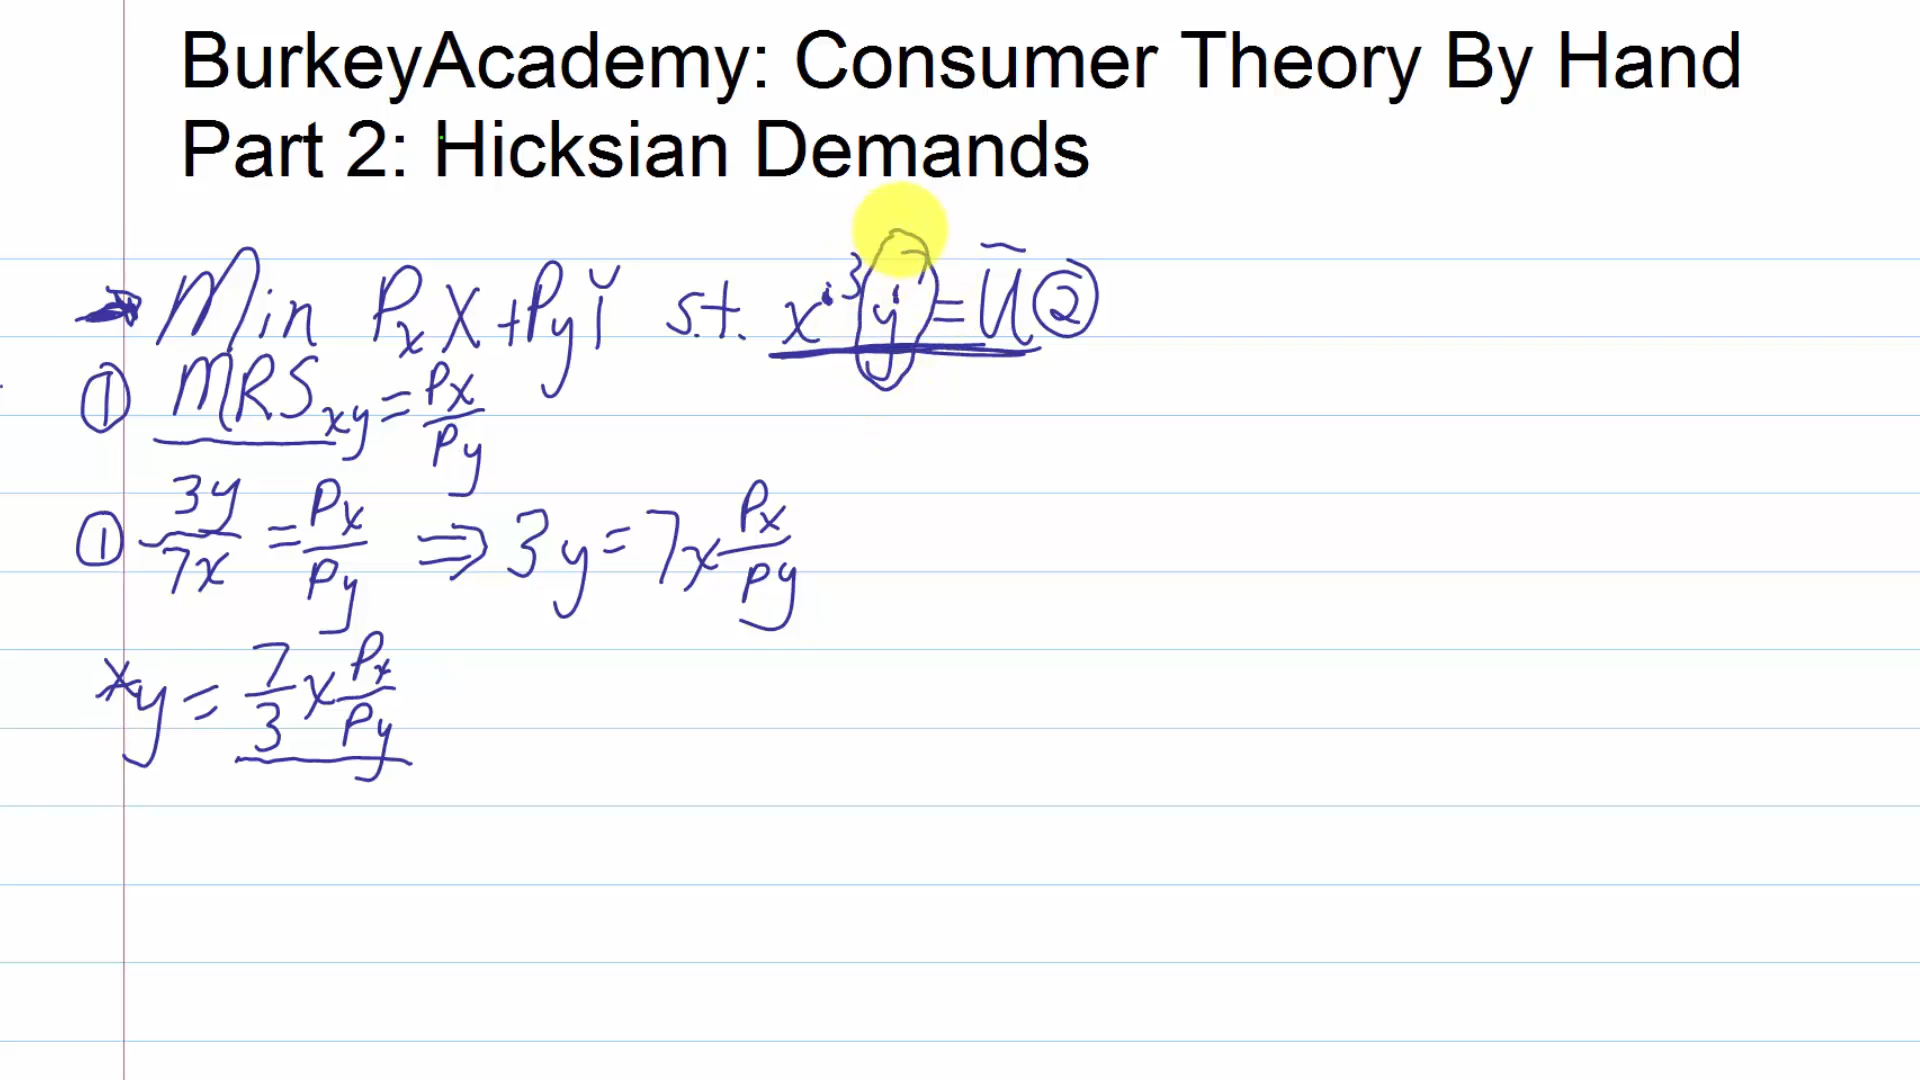 BurkeyAcademy: Consumer Theory By Hand
Part 2: Hicksian Demands
→ Min PxX+PyY s.t. x^.3 y^.7 = Ū ②
① MRSxy = Px/Py
① 3y/7x = Px/Py ⇒ 3y = 7x Px/Py
*y = 7/3 x Px/Py